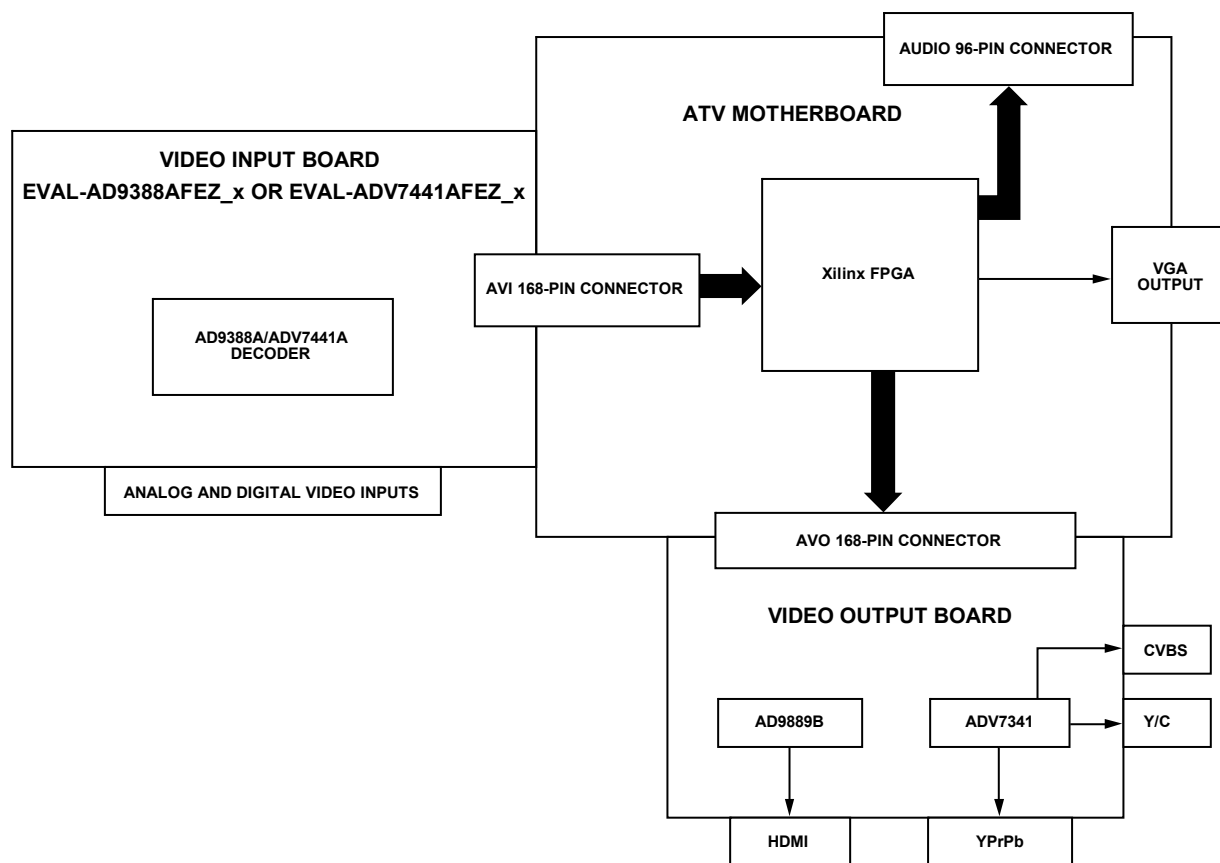 AUDIO 96-PIN CONNECTOR
ATV MOTHERBOARD
VIDEO INPUT BOARD
EVAL-AD9388AFEZ_x OR EVAL-ADV7441AFEZ_x
AVI 168-PIN CONNECTOR
Xilinx FPGA
VGA
OUTPUT
AD9388A/ADV7441A
DECODER
ANALOG AND DIGITAL VIDEO INPUTS
AVO 168-PIN CONNECTOR
VIDEO OUTPUT BOARD
CVBS
AD9889B
ADV7341
Y/C
HDMI
YPrPb